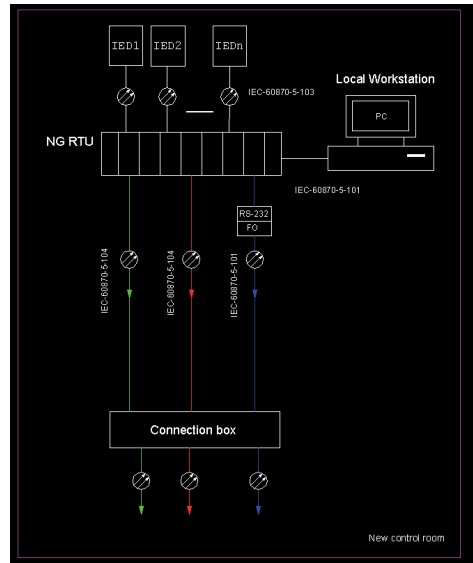 IED1 IED2 IEDn
IEC-60870-5-103
Local Workstation
PC
NG RTU
IEC-60870-5-101
RS-232
FO
IEC-60870-5-104
IEC-60870-5-104
IEC-60870-5-101
Connection box
New control room